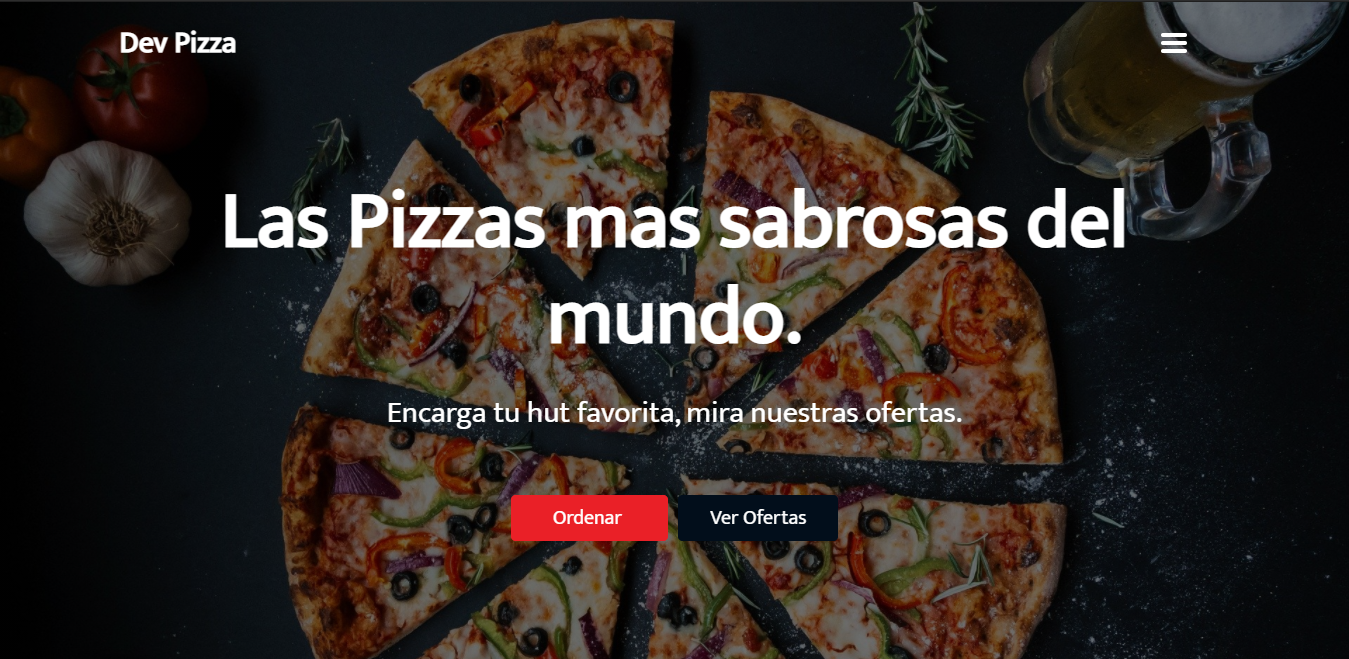 Dev Pizza
Las Pizzas mas sabrosas del
mundo.
Encarga tu hut favorita, mira nuestras ofertas.
Ordenar
Ver Ofertas